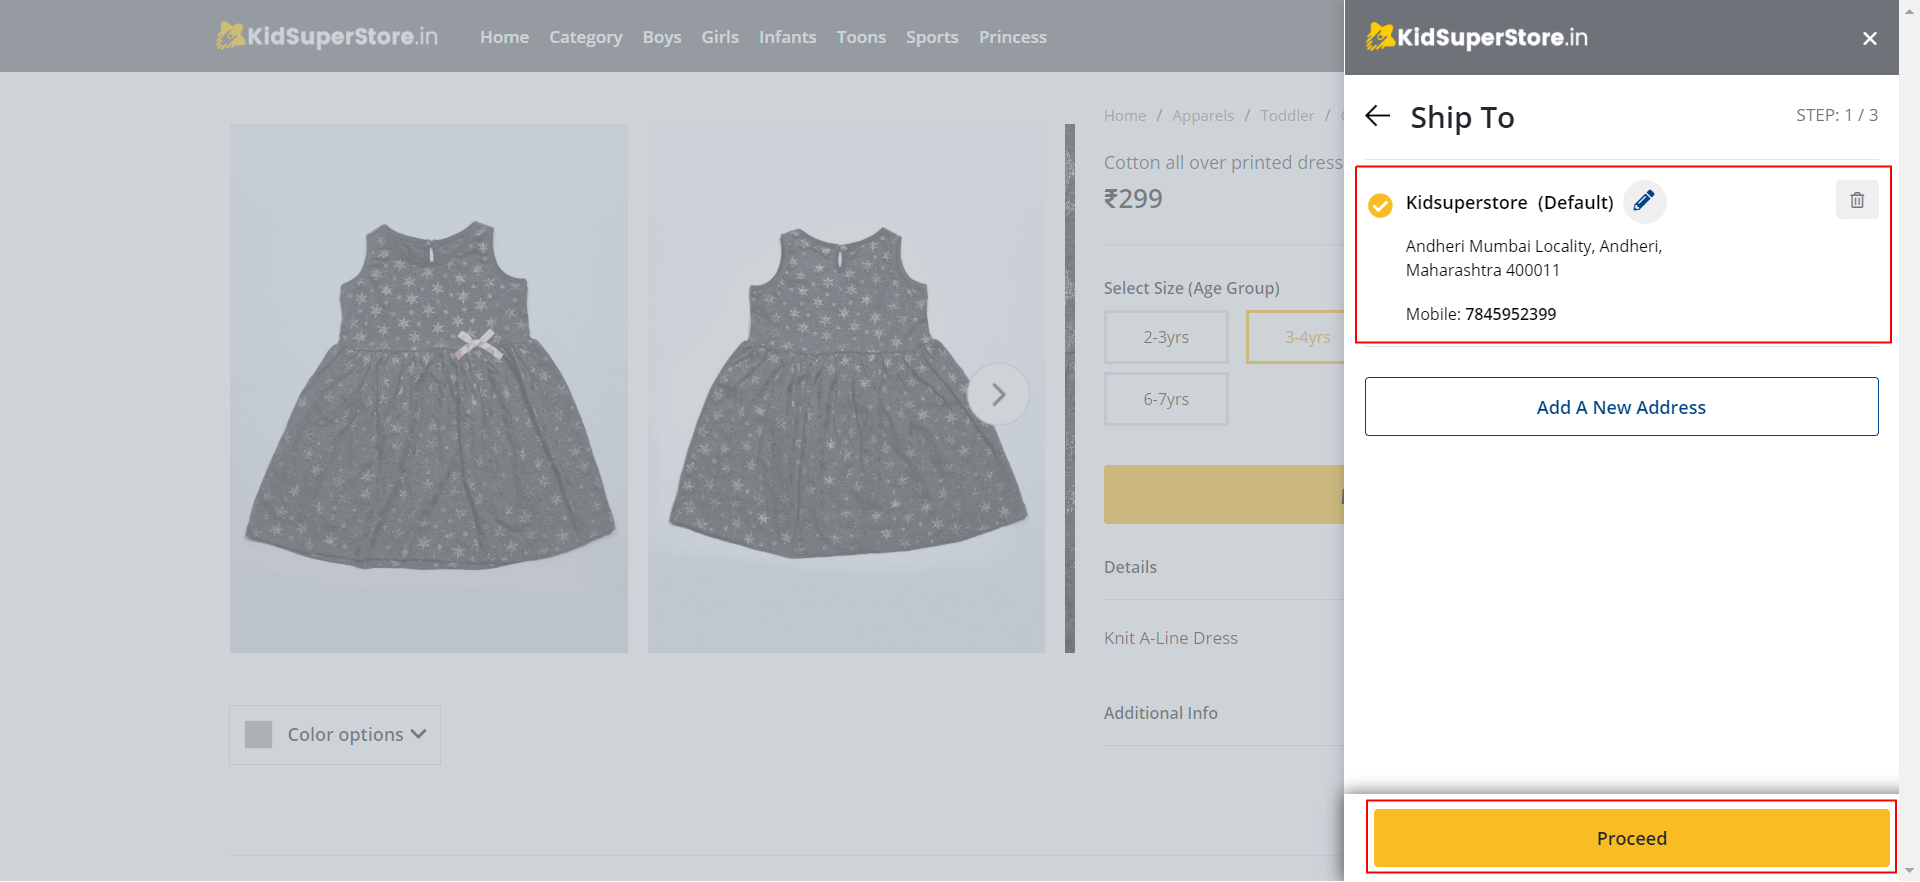 KidSuperStore.in
Home Category Boys Girls Infants Toons Sports Princess
Home / Apparels / Toddler /
Cotton all over printed dress
₹299
Select Size (Age Group)
2-3yrs
3-4yrs
6-7yrs
Details
Knit A-Line Dress
Additional Info
Color options
KidSuperStore.in
Ship To
STEP: 1 / 3
Kidsuperstore (Default)
Andheri Mumbai Locality, Andheri,
Maharashtra 400011
Mobile: 7845952399
Add A New Address
Proceed